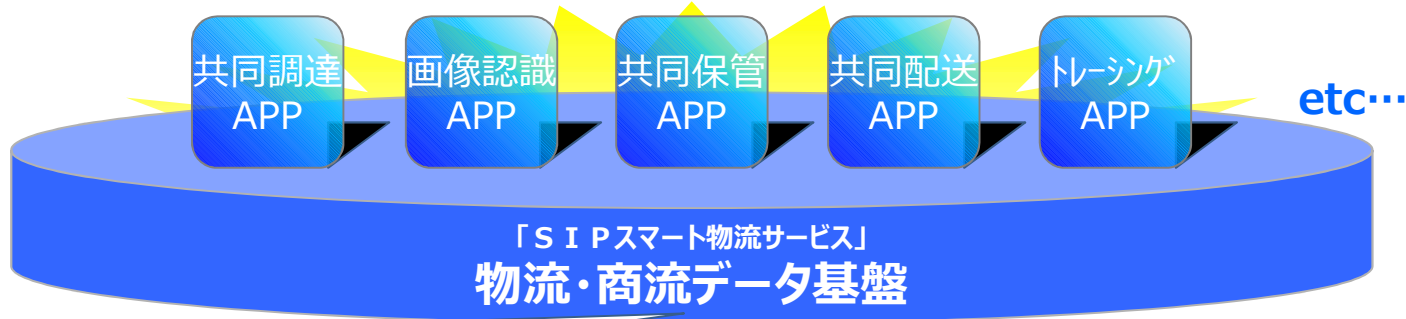 共同調達
APP
画像認識
APP
共同保管
APP
共同配送
APP
ﾄﾚｰｼﾝｸﾞ
APP
etc…
「ＳＩＰスマート物流サービス」
物流・商流データ基盤